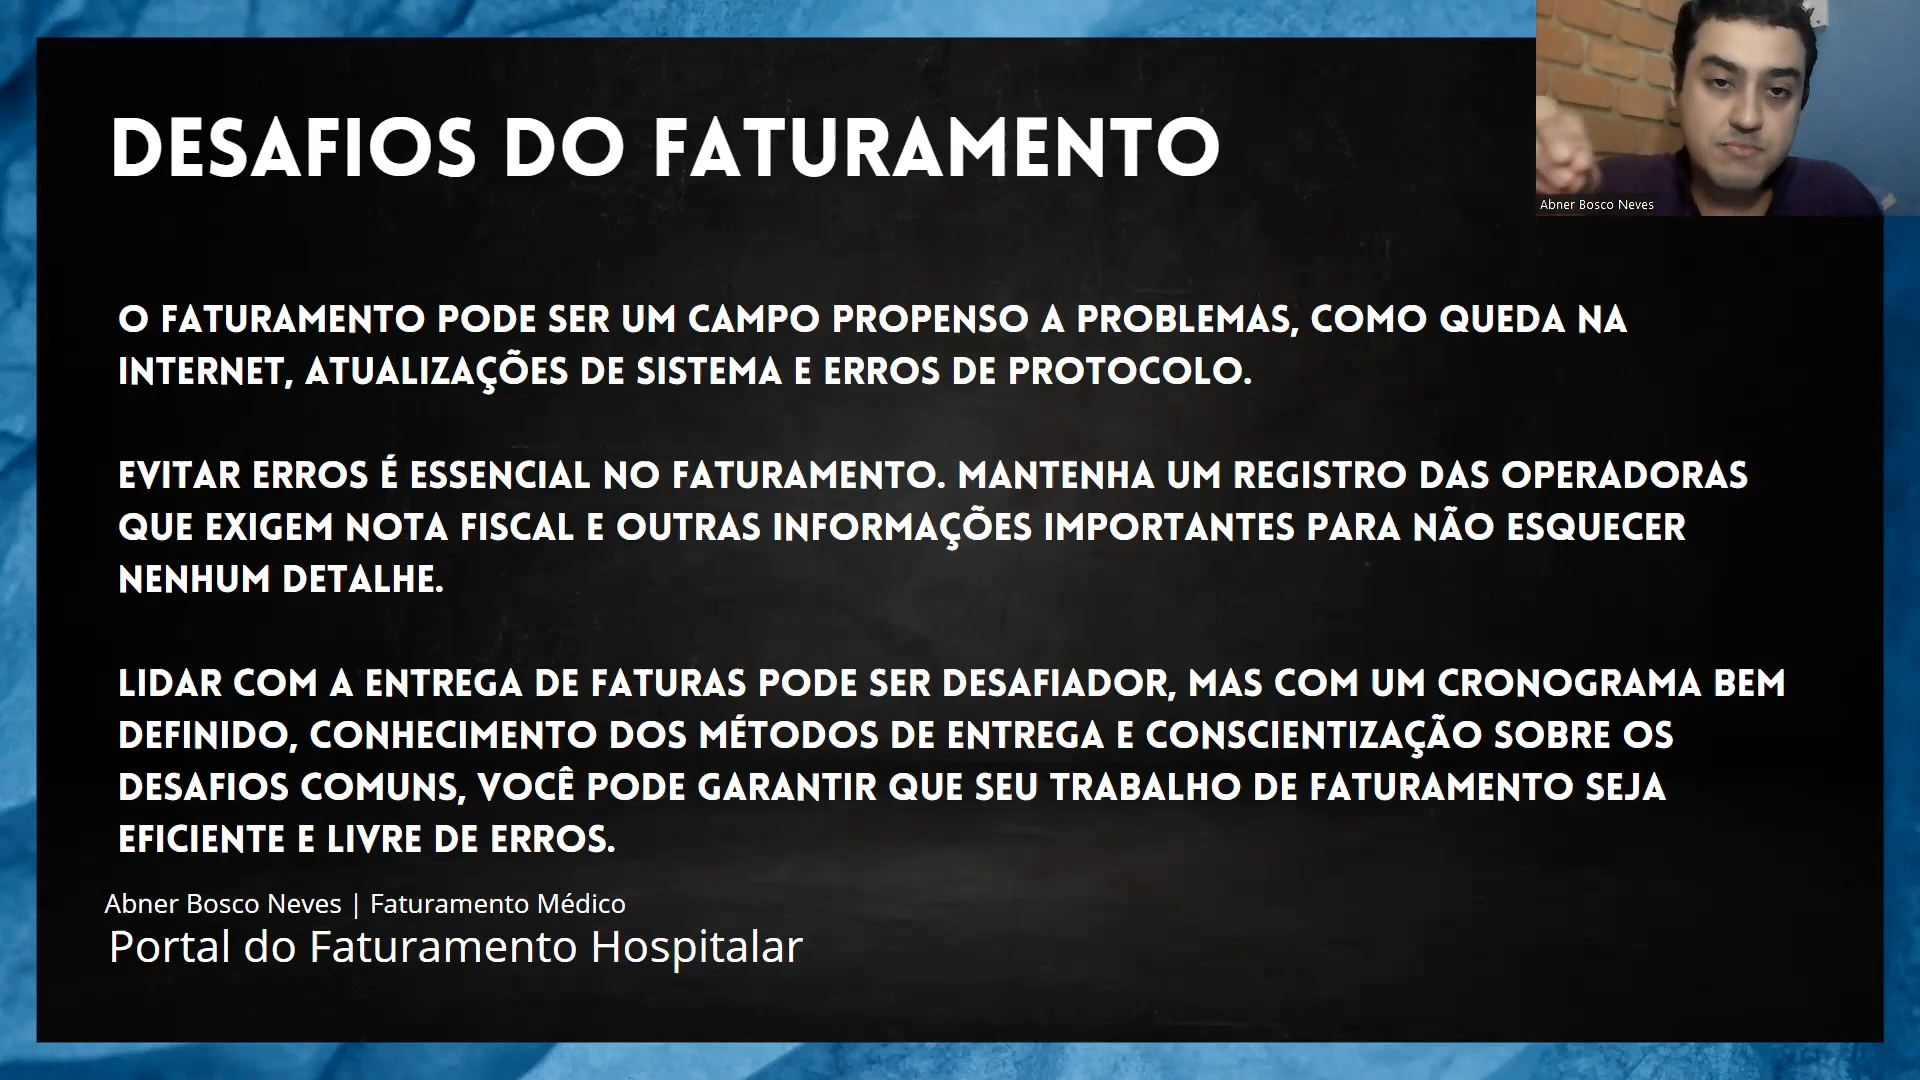 DESAFIOS DO FATURAMENTO
Abner Bosco Neves
O FATURAMENTO PODE SER UM CAMPO PROPENSO A PROBLEMAS, COMO QUEDA NA
INTERNET, ATUALIZAÇÕES DE SISTEMA E ERROS DE PROTOCOLO.
EVITAR ERROS É ESSENCIAL NO FATURAMENTO. MANTENHA UM REGISTRO DAS OPERADORAS
QUE EXIGEM NOTA FISCAL E OUTRAS INFORMAÇÕES IMPORTANTES PARA NÃO ESQUECER
NENHUM DETALHE.
LIDAR COM A ENTREGA DE FATURAS PODE SER DESAFIADOR, MAS COM UM CRONOGRAMA BEM
DEFINIDO, CONHECIMENTO DOS MÉTODOS DE ENTREGA E CONSCIENTIZAÇÃO SOBRE OS
DESAFIOS COMUNS, VOCÊ PODE GARANTIR QUE SEU TRABALHO DE FATURAMENTO SEJA
EFICIENTE E LIVRE DE ERROS.
Abner Bosco Neves | Faturamento Médico
Portal do Faturamento Hospitalar